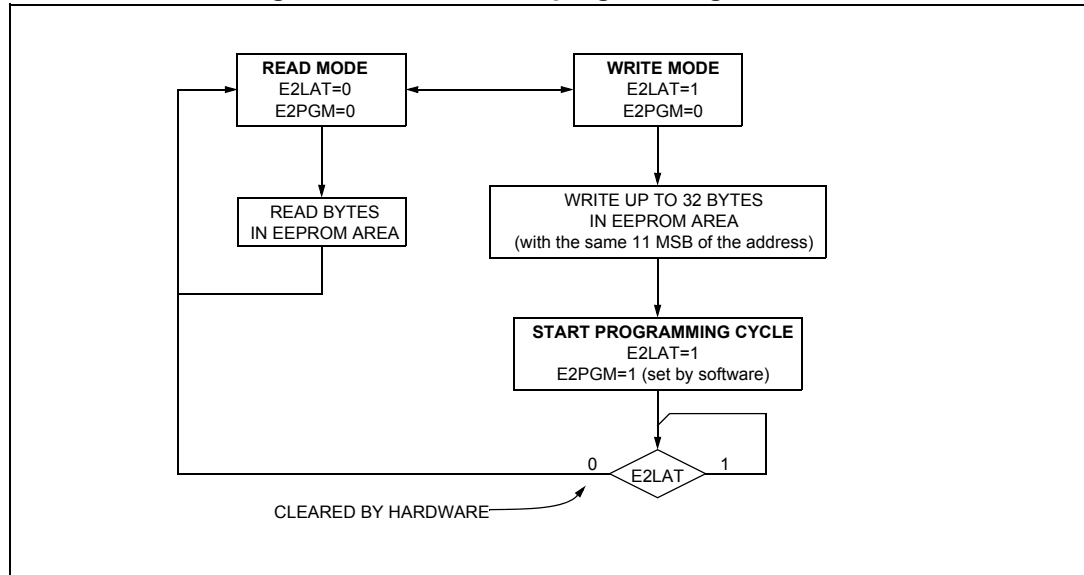 READ MODE
E2LAT=0
E2PGM=0
WRITE MODE
E2LAT=1
E2PGM=0
READ BYTES
IN EEPROM AREA
WRITE UP TO 32 BYTES
IN EEPROM AREA
(with the same 11 MSB of the address)
START PROGRAMMING CYCLE
E2LAT=1
E2PGM=1 (set by software)
0
E2LAT
1
CLEARED BY HARDWARE